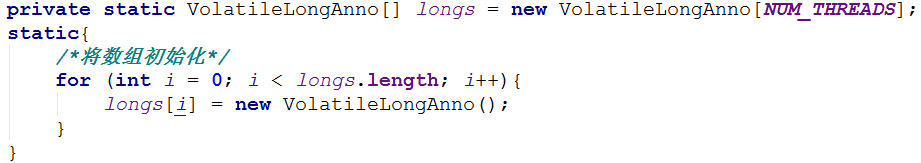 private static VolatileLongAnno[] longs = new VolatileLongAnno[NUM_THREADS];
static{
/*将数组初始化*/
for (int i = 0; i < longs.length; i++){
longs[i] = new VolatileLongAnno();
}
}